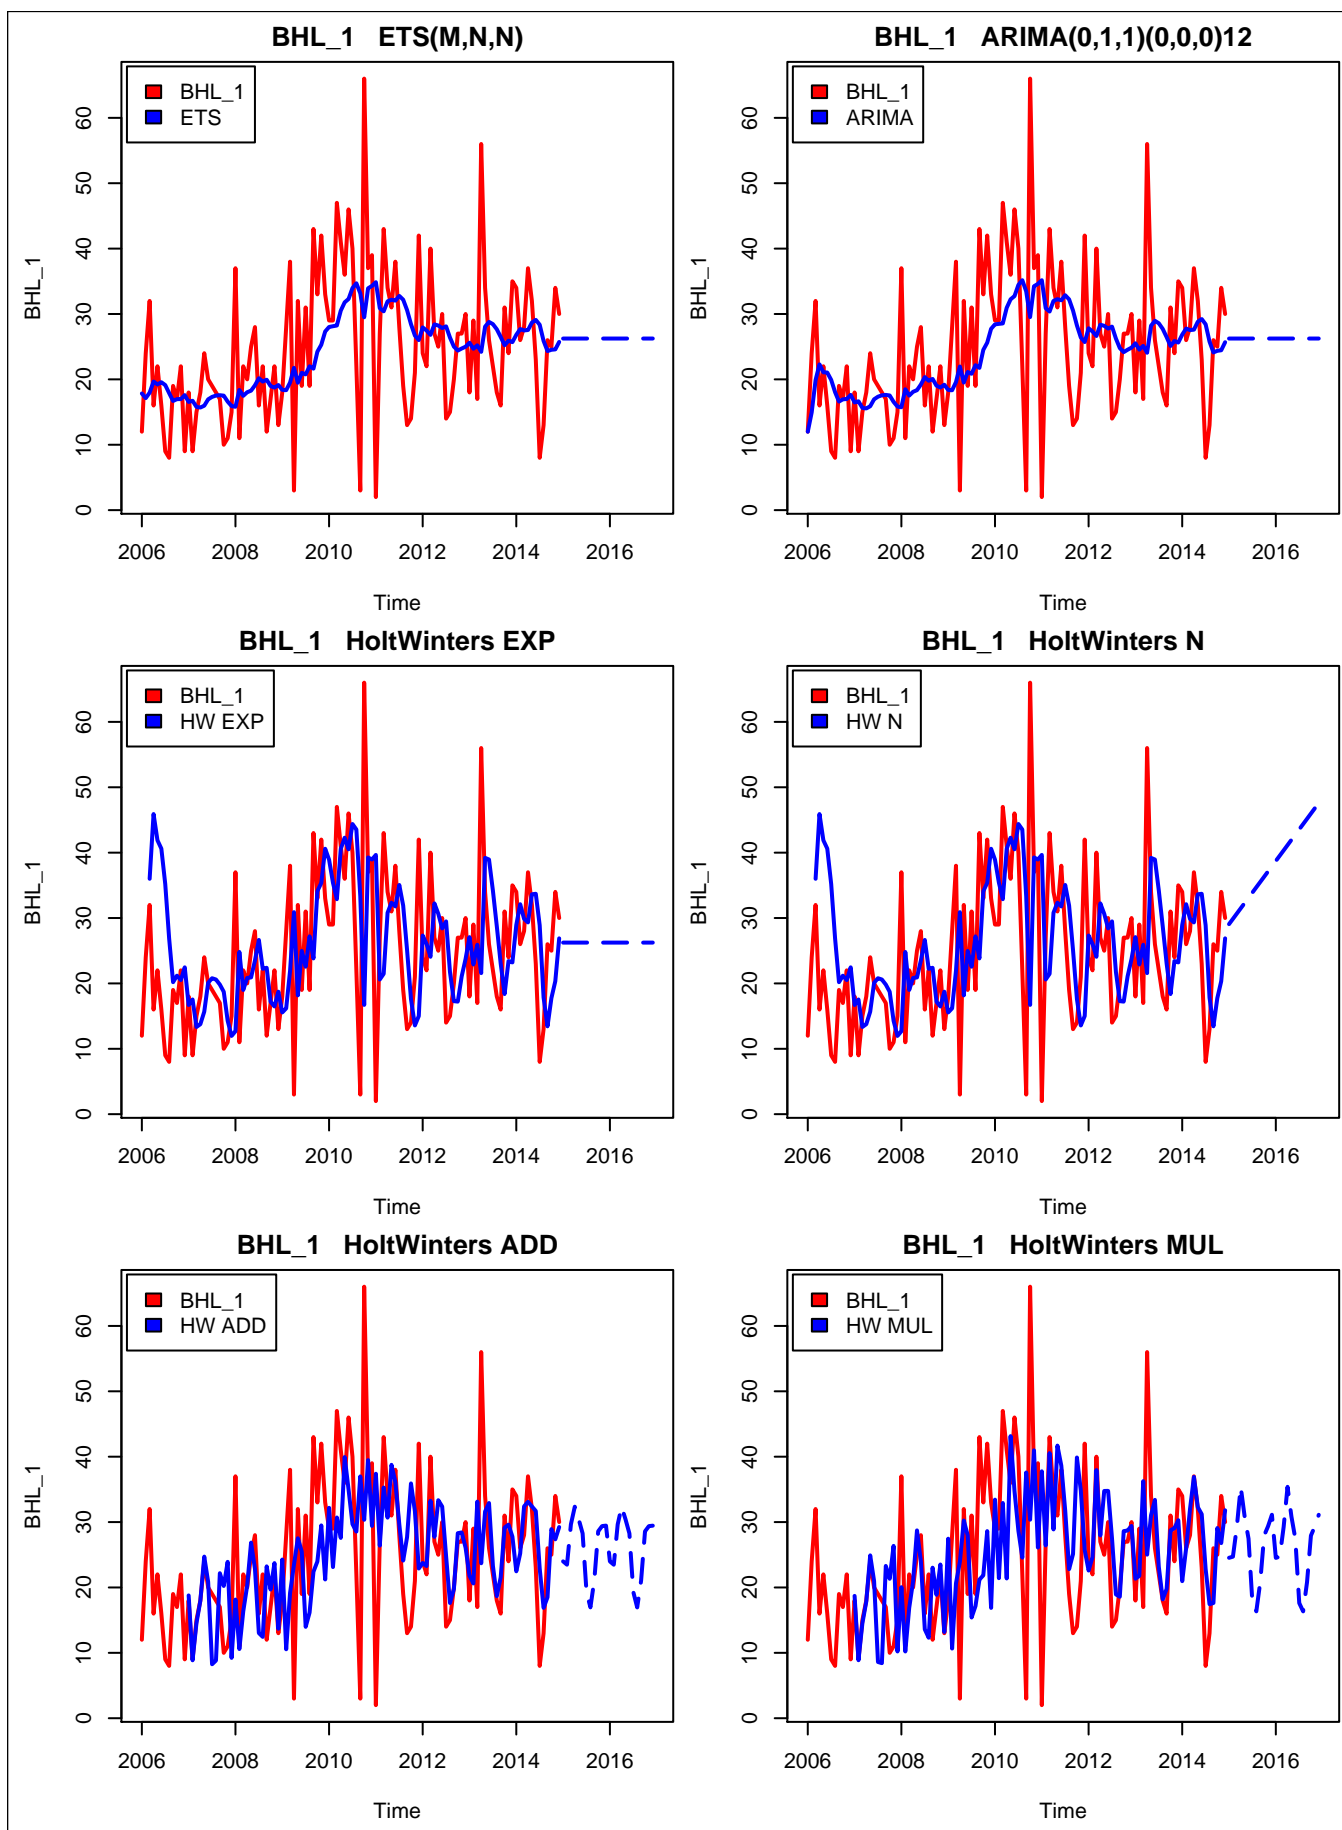 BHL_1 ETS(M,N,N)
BHL_1
ETS
BHL_1
0 10 20 30 40 50 60
2006 2008 2010 2012 2014 2016
Time
BHL_1 ARIMA(0,1,1)(0,0,0)12
BHL_1
ARIMA
BHL_1
0 10 20 30 40 50 60
2006 2008 2010 2012 2014 2016
Time
BHL_1 HoltWinters EXP
BHL_1
HW EXP
BHL_1
0 10 20 30 40 50 60
2006 2008 2010 2012 2014 2016
Time
BHL_1 HoltWinters N
BHL_1
HW N
BHL_1
0 10 20 30 40 50 60
2006 2008 2010 2012 2014 2016
Time
BHL_1 HoltWinters ADD
BHL_1
HW ADD
BHL_1
0 10 20 30 40 50 60
2006 2008 2010 2012 2014 2016
Time
BHL_1 HoltWinters MUL
BHL_1
HW MUL
BHL_1
0 10 20 30 40 50 60
2006 2008 2010 2012 2014 2016
Time